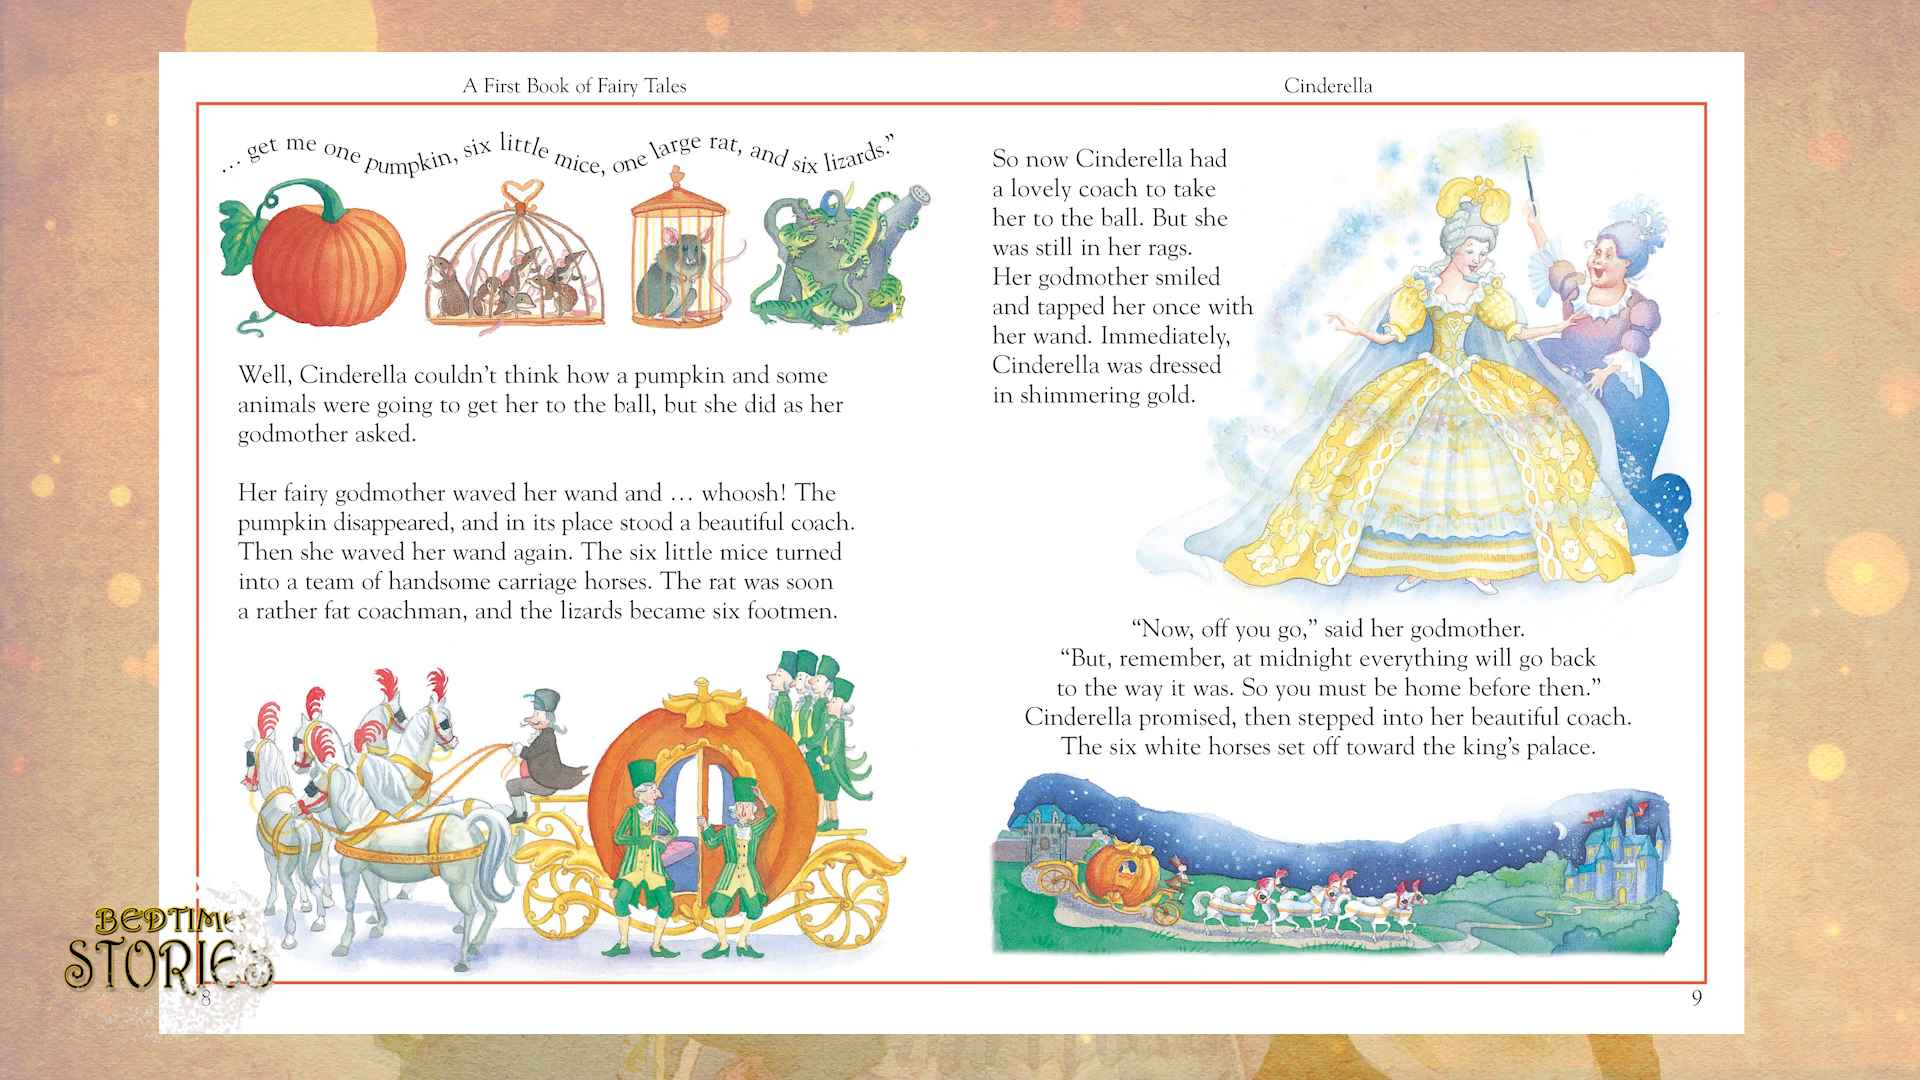 A First Book of Fairy Tales
… get me one pumpkin, six little mice, one large rat, and six lizards.”
Well, Cinderella couldn’t think how a pumpkin and some
animals were going to get her to the ball, but she did as her
godmother asked.
Her fairy godmother waved her wand and … whoosh! The
pumpkin disappeared, and in its place stood a beautiful coach.
Then she waved her wand again. The six little mice turned
into a team of handsome carriage horses. The rat was soon
a rather fat coachman, and the lizards became six footmen.
BEDTIME
STORIES
8
Cinderella
So now Cinderella had
a lovely coach to take
her to the ball. But she
was still in her rags.
Her godmother smiled
and tapped her once with
her wand. Immediately,
Cinderella was dressed
in shimmering gold.
“Now, off you go,” said her godmother.
“But, remember, at midnight everything will go back
to the way it was. So you must be home before then.”
Cinderella promised, then stepped into her beautiful coach.
The six white horses set off toward the king’s palace.
9